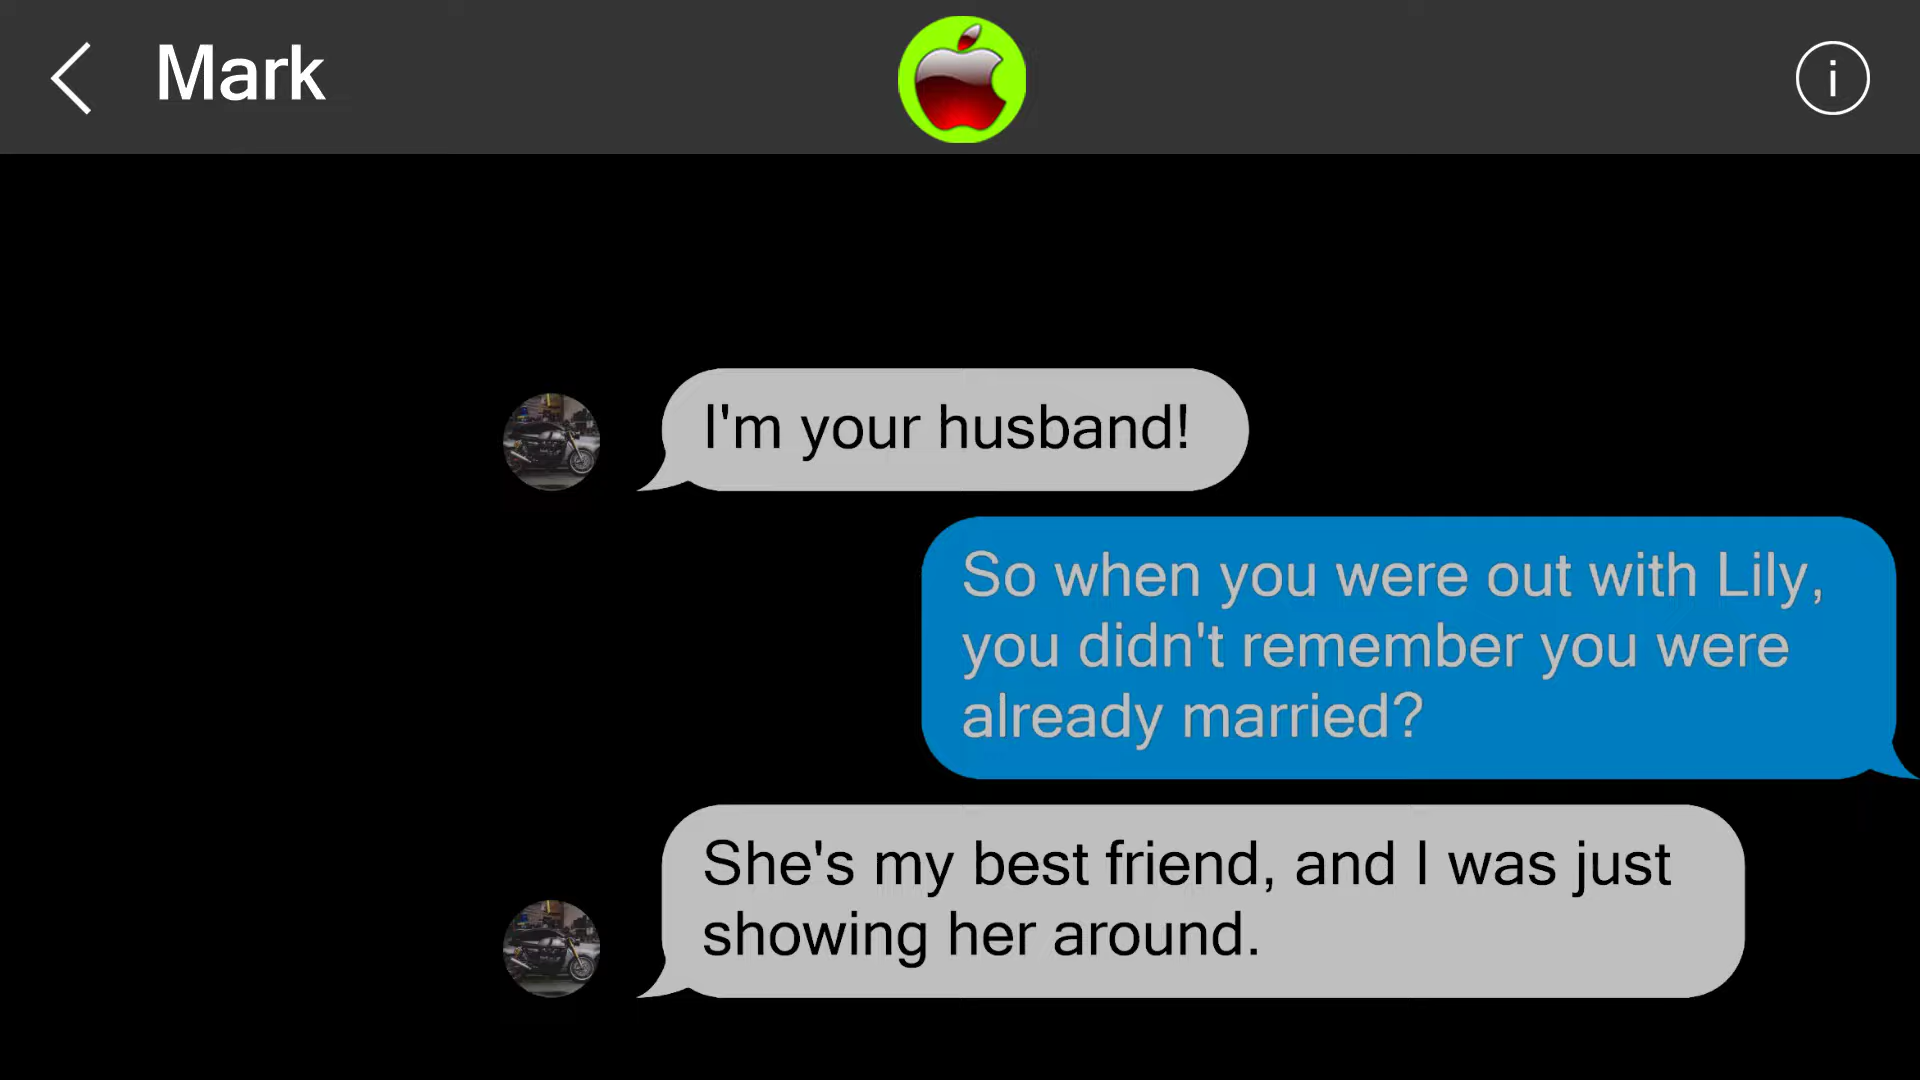 Mark
i
I'm your husband!
So when you were out with Lily,
you didn't remember you were
already married?
She's my best friend, and I was just
showing her around.